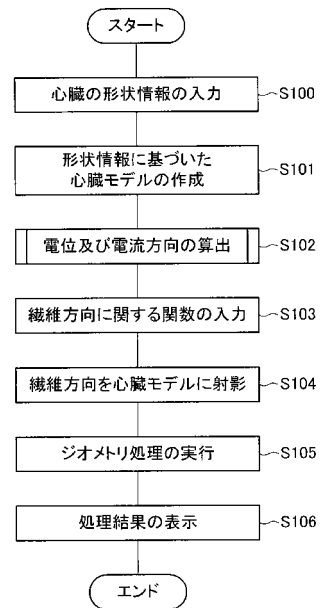 スタート
心臓の形状情報の入力
S100
形状情報に基づいた
心臓モデルの作成
S101
電位及び電流方向の算出
S102
繊維方向に関する関数の入力
S103
繊維方向を心臓モデルに射影
S104
ジオメトリ処理の実行
S105
処理結果の表示
S106
エンド